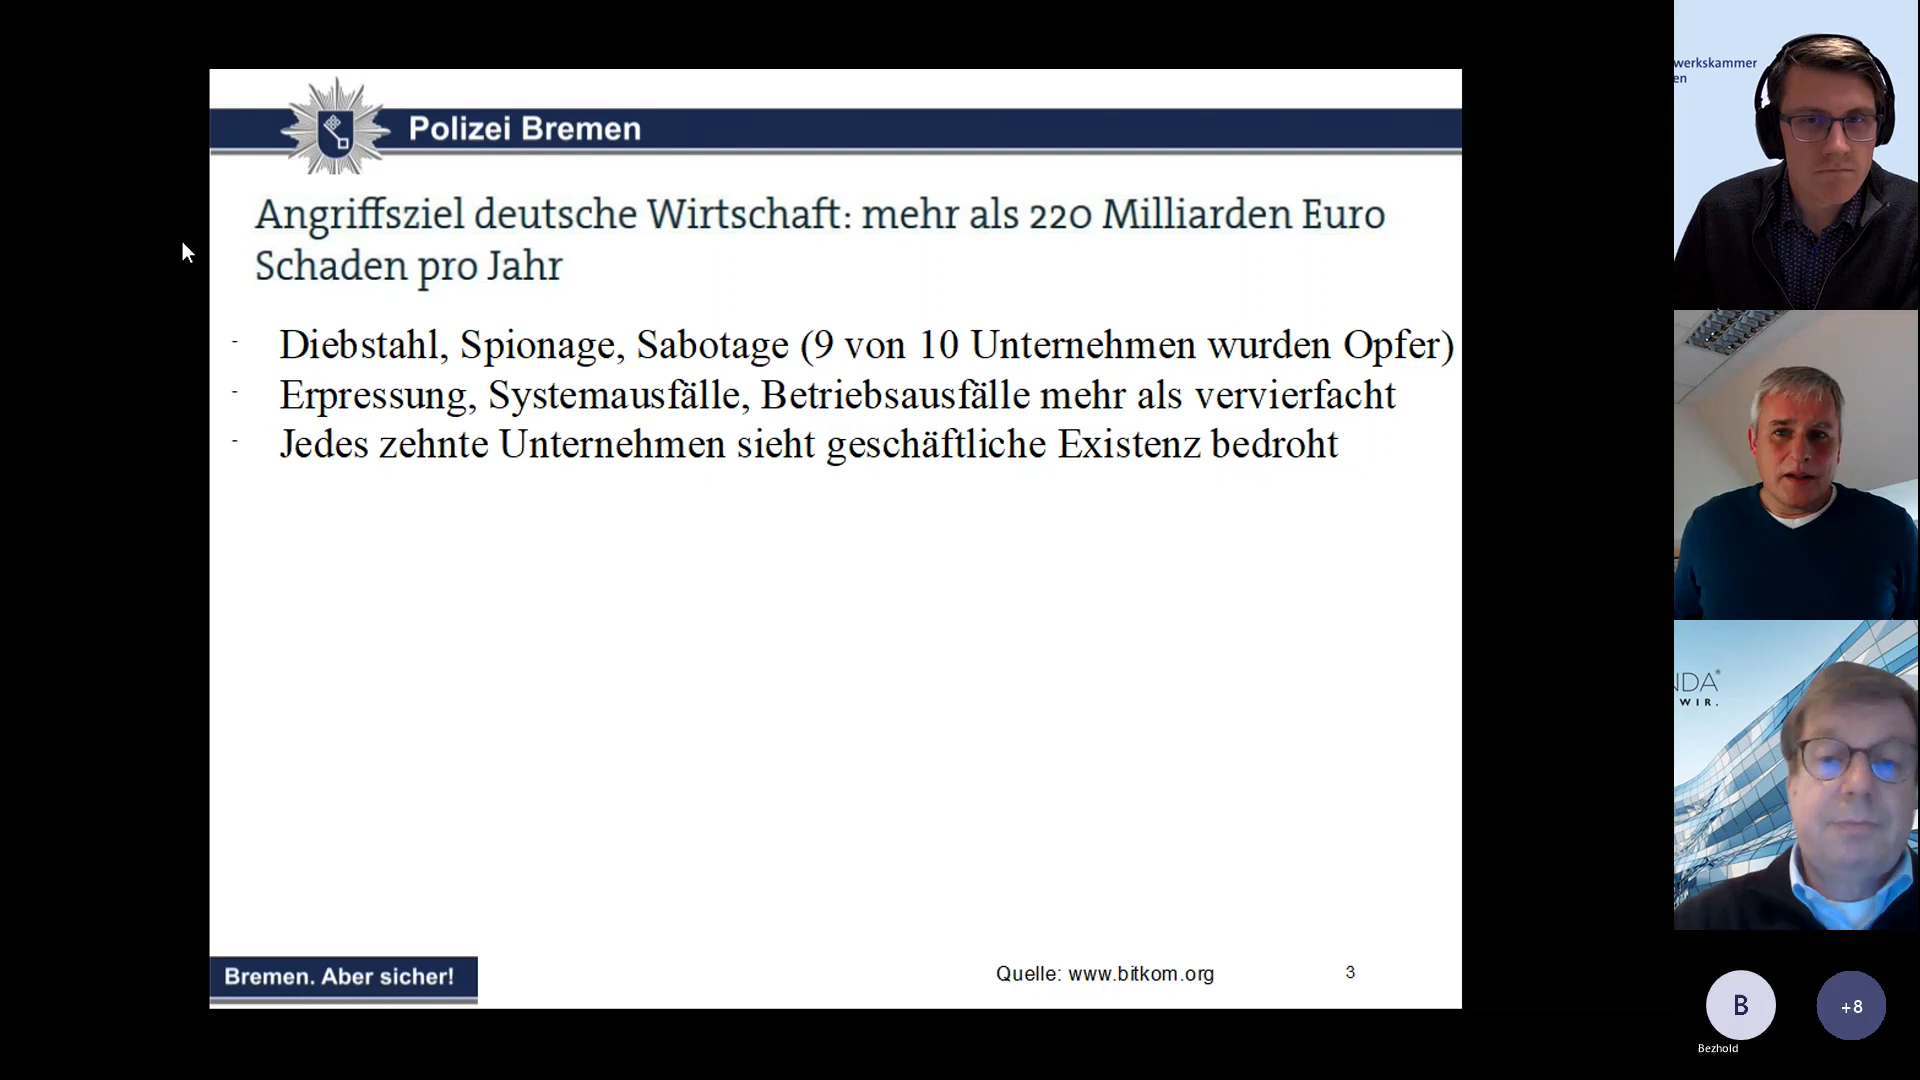 Polizei Bremen
Angriffsziel deutsche Wirtschaft: mehr als 220 Milliarden Euro
Schaden pro Jahr
- Diebstahl, Spionage, Sabotage (9 von 10 Unternehmen wurden Opfer)
- Erpressung, Systemausfälle, Betriebsausfälle mehr als vervierfacht
- Jedes zehnte Unternehmen sieht geschäftliche Existenz bedroht
Bremen. Aber sicher!
Quelle: www.bitkom.org
3
werkskammer
en
NDA®
WIR.
B
+8
Bezhold